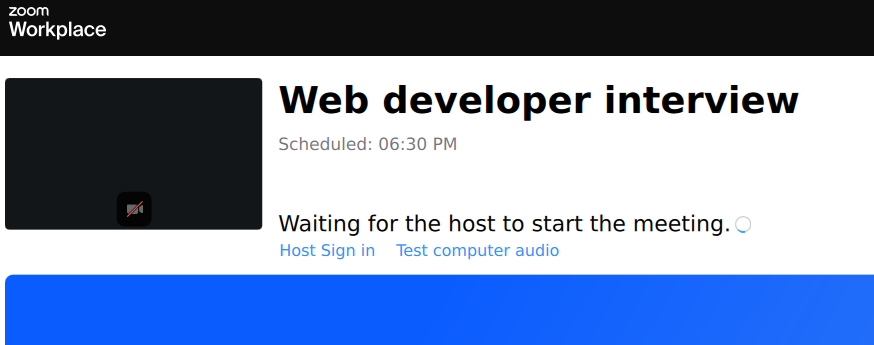 zoom
Workplace
Web developer interview
Scheduled: 06:30 PM
Waiting for the host to start the meeting.
Host Sign in Test computer audio